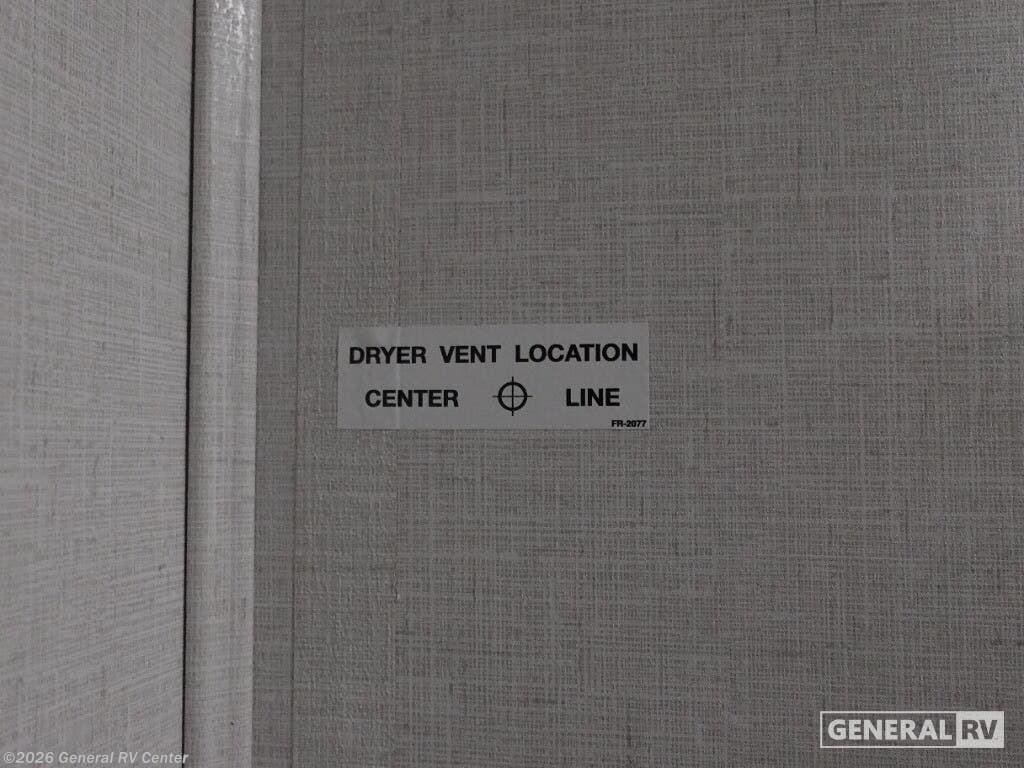 DRYER VENT LOCATION
CENTER LINE
FR-2077
GENERAL RV
©2026 General RV Center